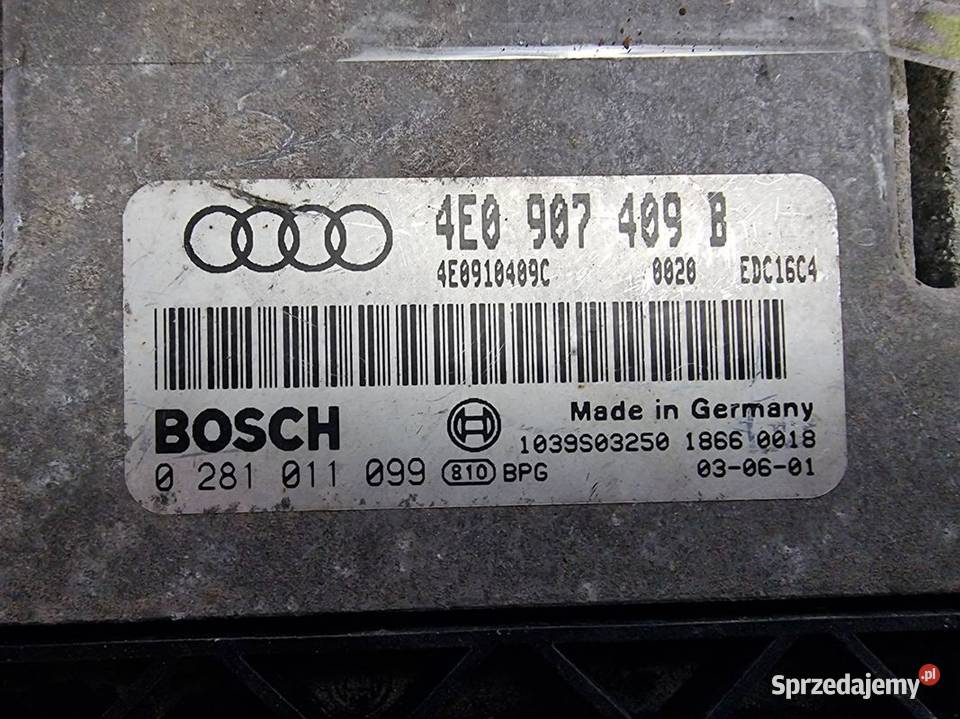 4E0 907 409 B
4E0910409C 0020 EDC16C4
BOSCH
Made in Germany
1039S03250 1866 0018
0 281 011 099 810 BPG 03-06-01
Sprzedajemy.pl